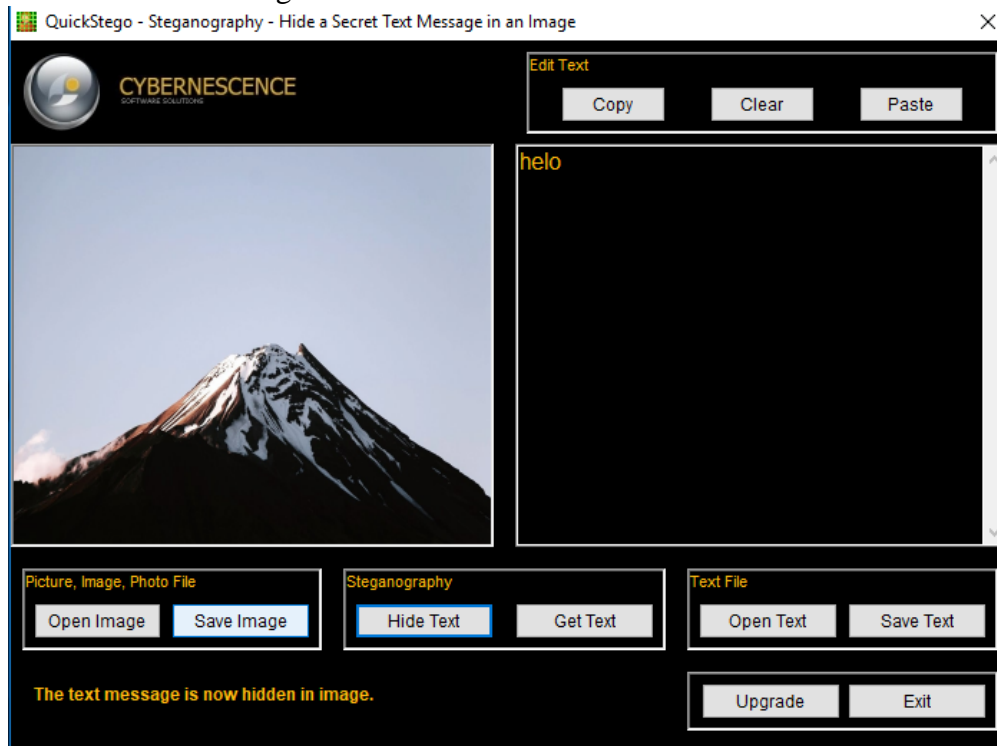 QuickStego - Steganography - Hide a Secret Text Message in an Image
CYBERNESCENCE
SOFTWARE SOLUTIONS
Edit Text
Copy Clear Paste
helo
Picture, Image, Photo File
Open Image Save Image
Steganography
Hide Text Get Text
Text File
Open Text Save Text
The text message is now hidden in image.
Upgrade Exit